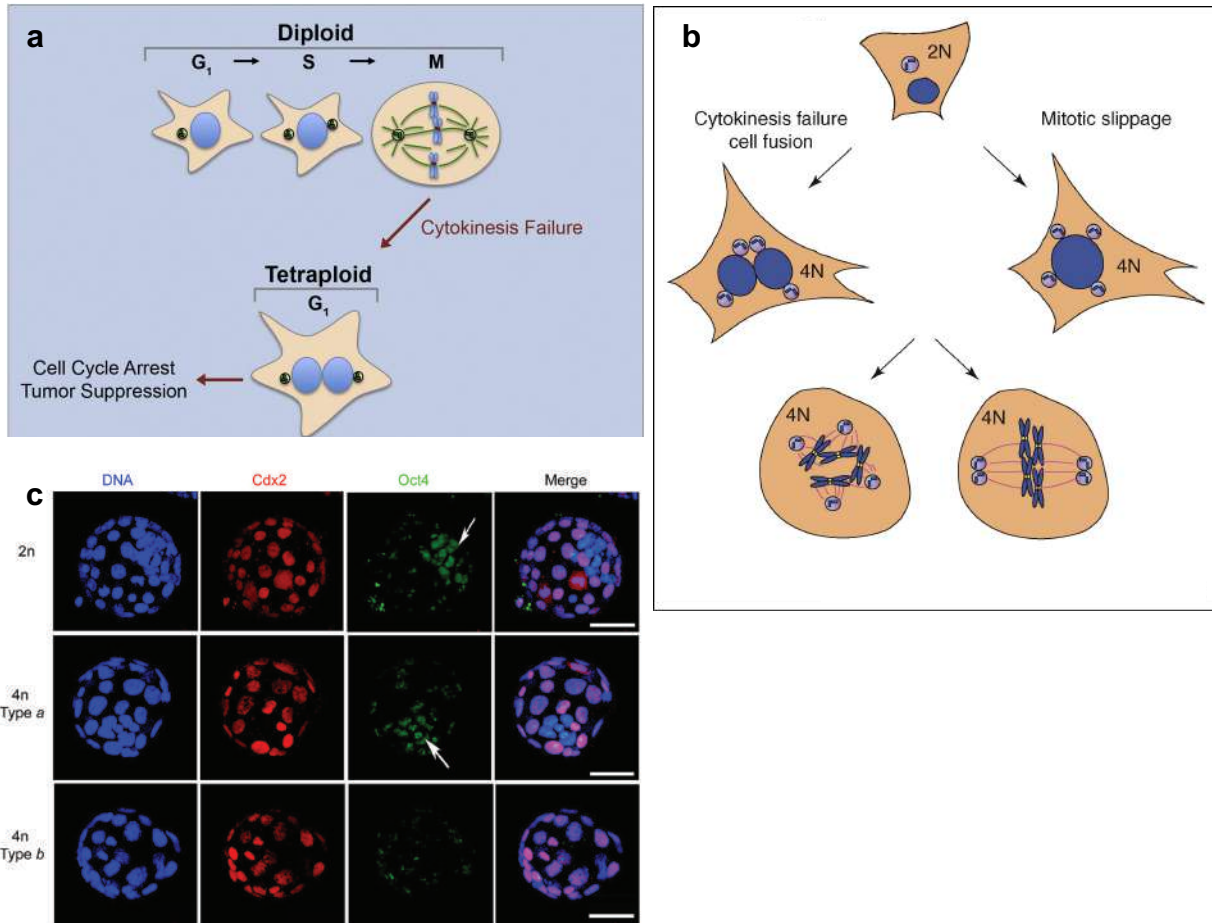 a
Diploid
G1 → S → M
Cytokinesis Failure
Tetraploid
G1
Cell Cycle Arrest
Tumor Suppression
b
2N
Cytokinesis failure
cell fusion
Mitotic slippage
4N
4N
4N
4N
c
DNA Cdx2 Oct4 Merge
2n
4n
Type a
4n
Type b